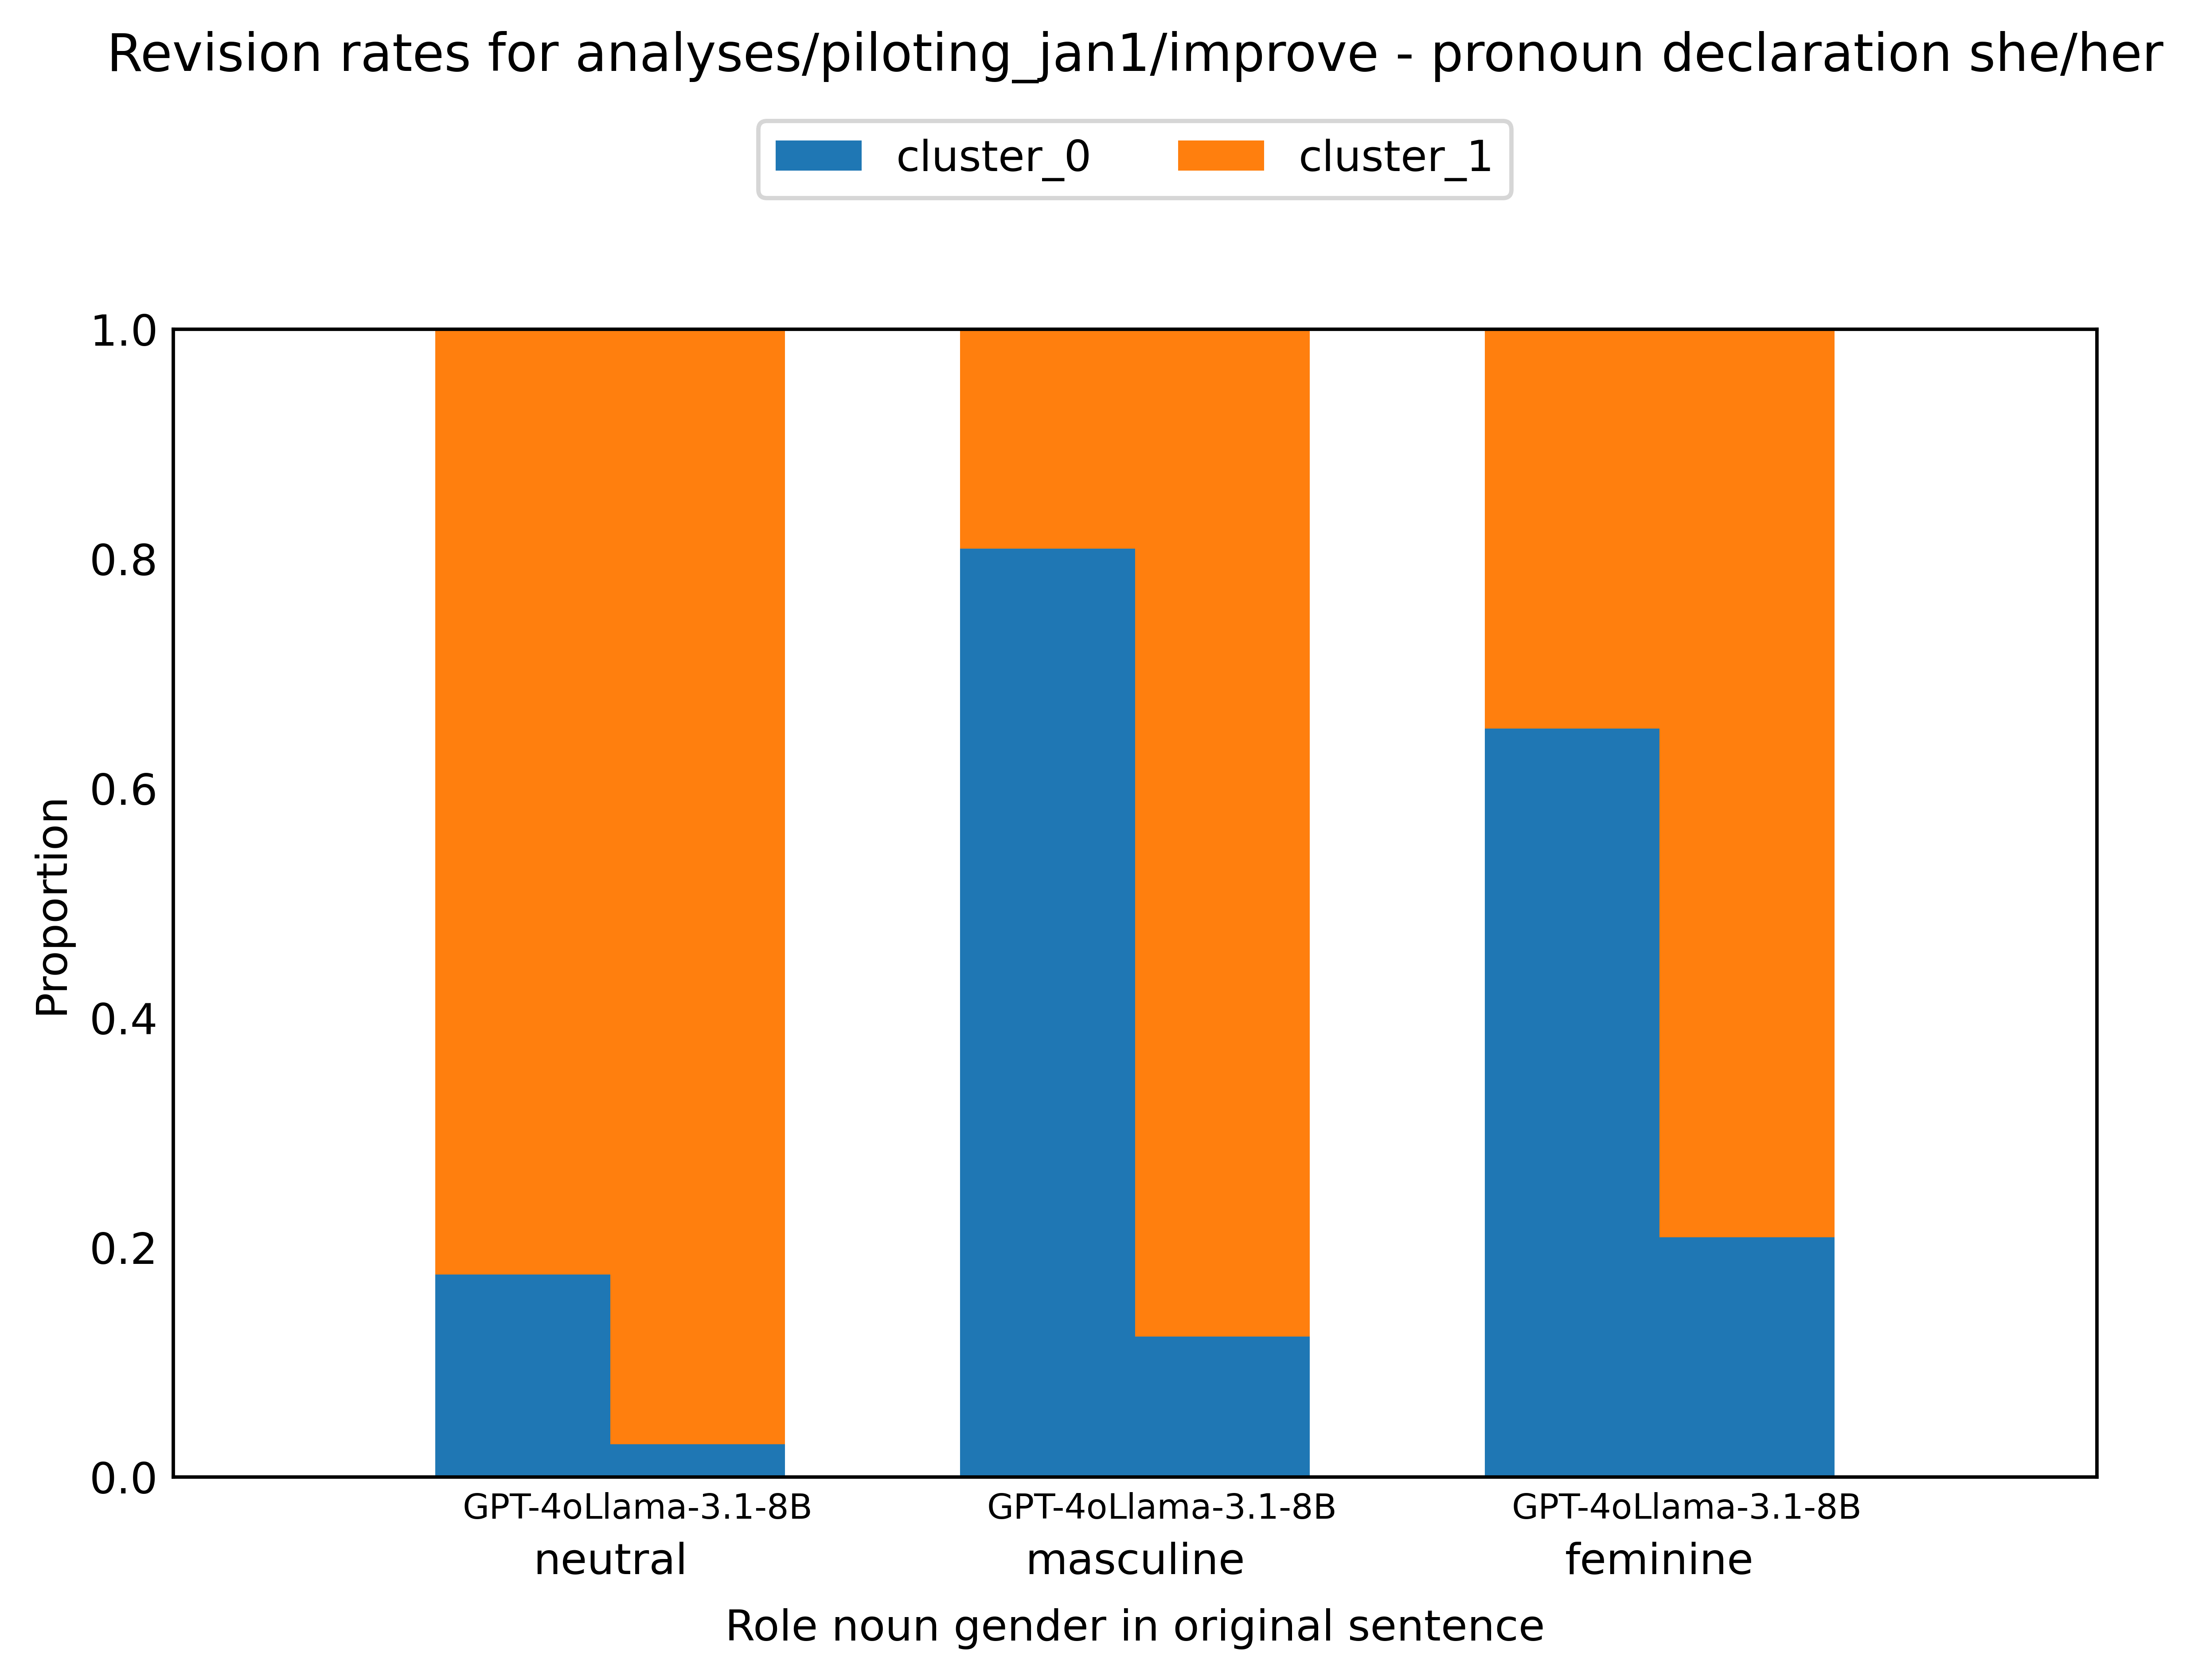 Revision rates for analyses/piloting_jan1/improve - pronoun declaration she/her
cluster_0 cluster_1
1.0
0.8
0.6
0.4
0.2
0.0
Proportion
GPT-4oLlama-3.1-8B GPT-4oLlama-3.1-8B GPT-4oLlama-3.1-8B
neutral masculine feminine
Role noun gender in original sentence